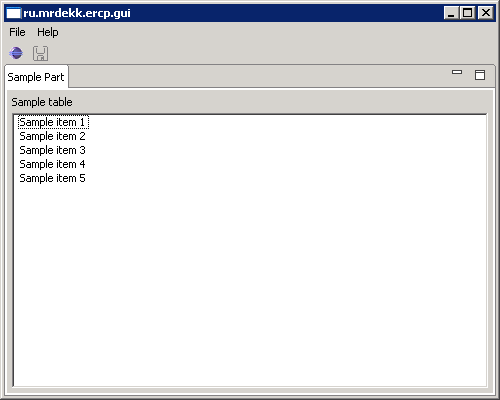 ru.mrdekk.ercp.gui
File Help
Sample Part
Sample table
Sample item 1
Sample item 2
Sample item 3
Sample item 4
Sample item 5